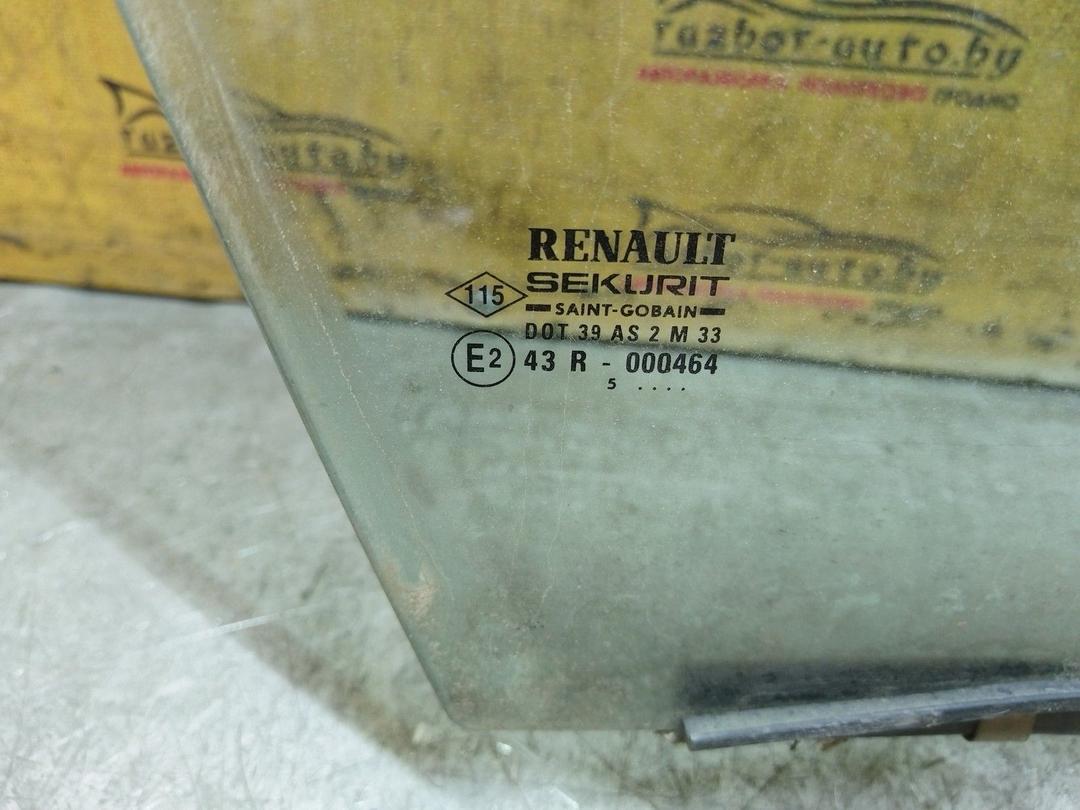 razbor-auto.by
RENAULT
115
SEKURIT
SAINT-GOBAIN
DOT 39 AS 2 M 33
E2 43 R - 000464
5 ....